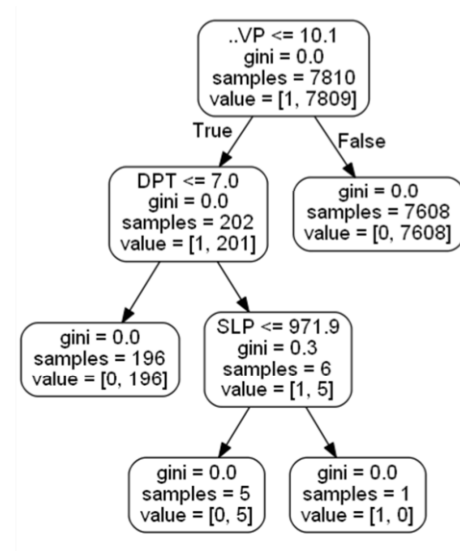 ..VP <= 10.1
gini = 0.0
samples = 7810
value = [1, 7809]
True
False
DPT <= 7.0
gini = 0.0
samples = 202
value = [1, 201]
gini = 0.0
samples = 7608
value = [0, 7608]
gini = 0.0
samples = 196
value = [0, 196]
SLP <= 971.9
gini = 0.3
samples = 6
value = [1, 5]
gini = 0.0
samples = 5
value = [0, 5]
gini = 0.0
samples = 1
value = [1, 0]